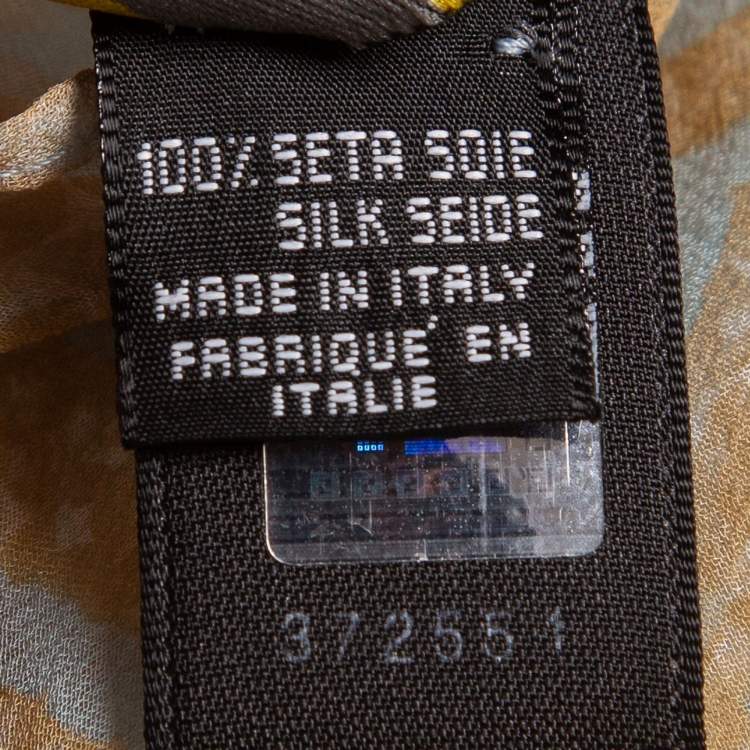 100% SETA SOIE
SILK SEIDE
MADE IN ITALY
FABRIQUE EN
ITALIE
372551